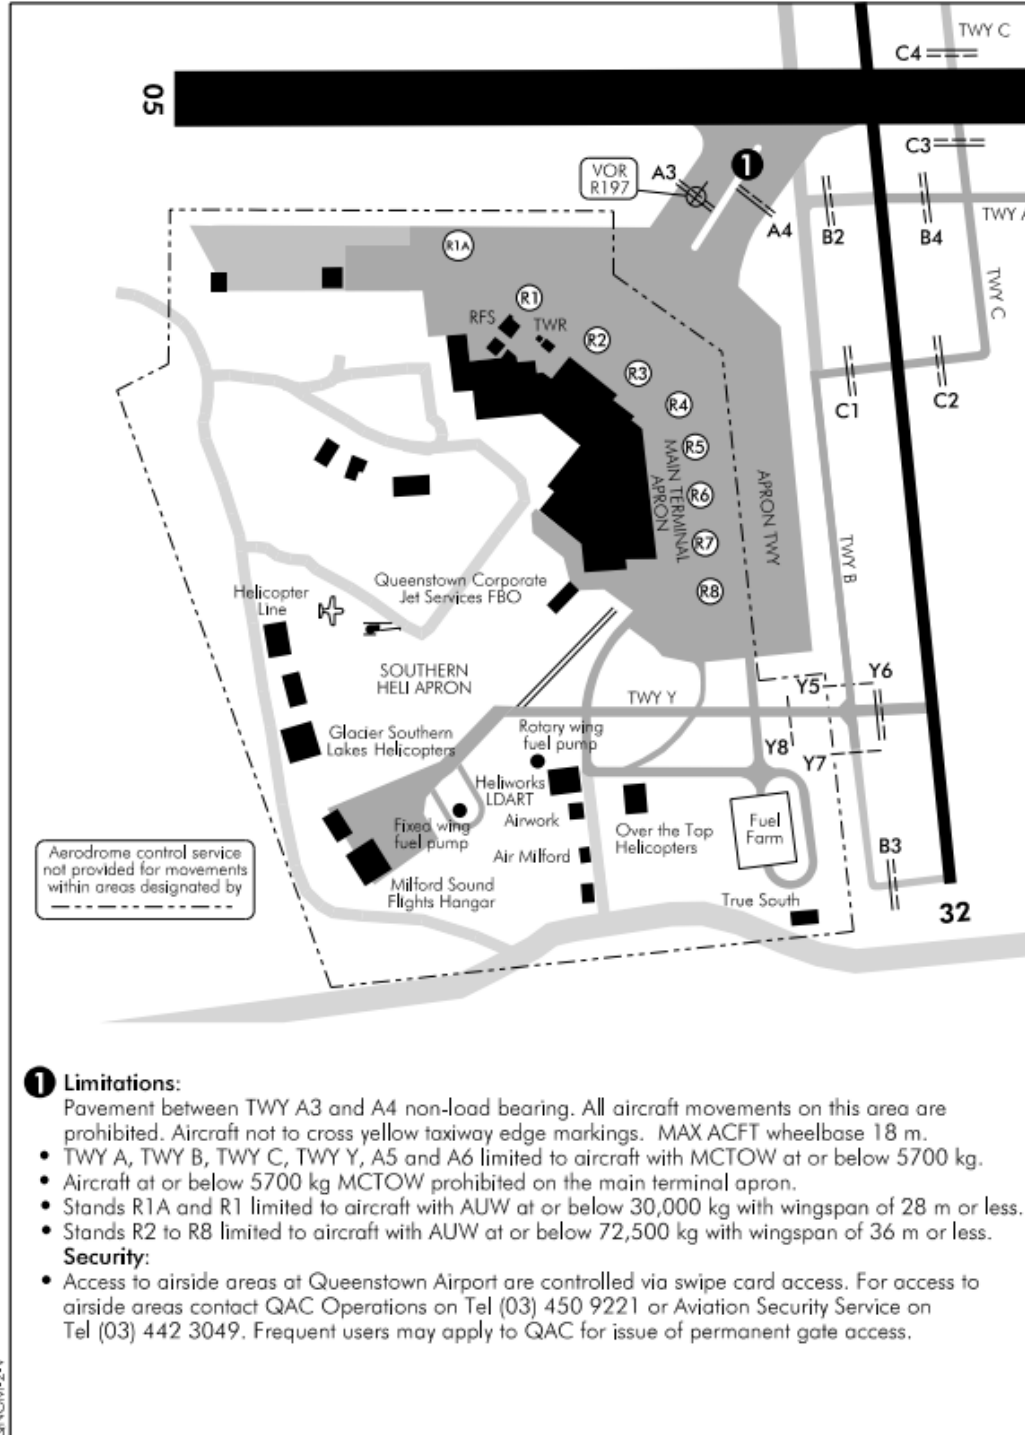 TWY C
C4
05
C3
VOR
R197
A3
1
A4
B2
B4
TWY A
R1A
TWY C
R1
RFS
TWR
R2
R3
R4
C1
C2
R5
R6
R7
R8
MAIN TERMINAL
APRON
APRON TWY
TWY B
Queenstown Corporate
Jet Services FBO
Helicopter
Line
SOUTHERN
HELI APRON
TWY Y
Y5
Y6
Y8
Y7
Glacier Southern
Lakes Helicopters
Rotary wing
fuel pump
Heliworks
LDART
Airwork
Fixed wing
fuel pump
Over the Top
Helicopters
Fuel
Farm
Air Milford
B3
Milford Sound
Flights Hangar
True South
32
Aerodrome control service
not provided for movements
within areas designated by
1 Limitations:
Pavement between TWY A3 and A4 non-load bearing. All aircraft movements on this area are
prohibited. Aircraft not to cross yellow taxiway edge markings. MAX ACFT wheelbase 18 m.
• TWY A, TWY B, TWY C, TWY Y, A5 and A6 limited to aircraft with MCTOW at or below 5700 kg.
• Aircraft at or below 5700 kg MCTOW prohibited on the main terminal apron.
• Stands R1A and R1 limited to aircraft with AUW at or below 30,000 kg with wingspan of 28 m or less.
• Stands R2 to R8 limited to aircraft with AUW at or below 72,500 kg with wingspan of 36 m or less.
Security:
• Access to airside areas at Queenstown Airport are controlled via swipe card access. For access to
airside areas contact QAC Operations on Tel (03) 450 9221 or Aviation Security Service on
Tel (03) 442 3049. Frequent users may apply to QAC for issue of permanent gate access.